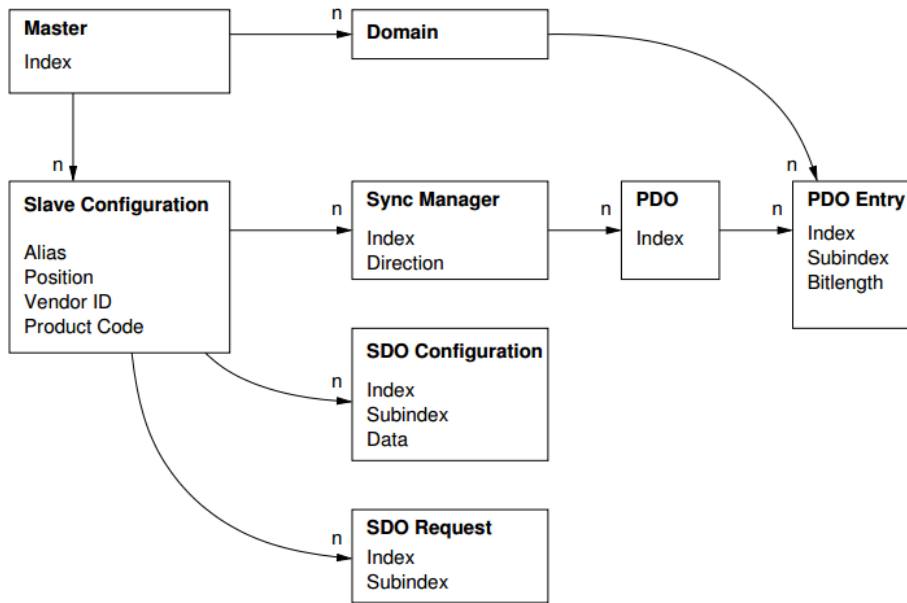 Master
Index
n
Domain
n
Slave Configuration
Alias
Position
Vendor ID
Product Code
n
Sync Manager
Index
Direction
n
PDO
Index
n
n
PDO Entry
Index
Subindex
Bitlength
n
SDO Configuration
Index
Subindex
Data
n
SDO Request
Index
Subindex